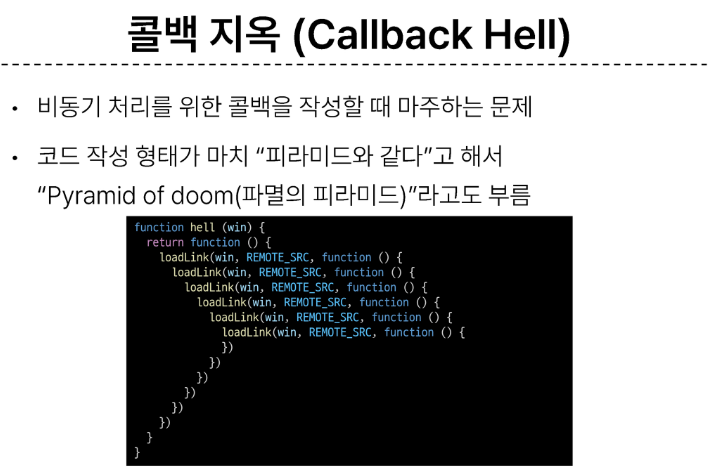 콜백 지옥 (Callback Hell)
• 비동기 처리를 위한 콜백을 작성할 때 마주하는 문제
• 코드 작성 형태가 마치 “피라미드와 같다”고 해서
“Pyramid of doom(파멸의 피라미드)”라고도 부름
function hell (win) {
  return function () {
    loadLink(win, REMOTE_SRC, function () {
      loadLink(win, REMOTE_SRC, function () {
        loadLink(win, REMOTE_SRC, function () {
          loadLink(win, REMOTE_SRC, function () {
            loadLink(win, REMOTE_SRC, function () {
              loadLink(win, REMOTE_SRC, function () {
              })
            })
          })
        })
      })
    })
  }
}